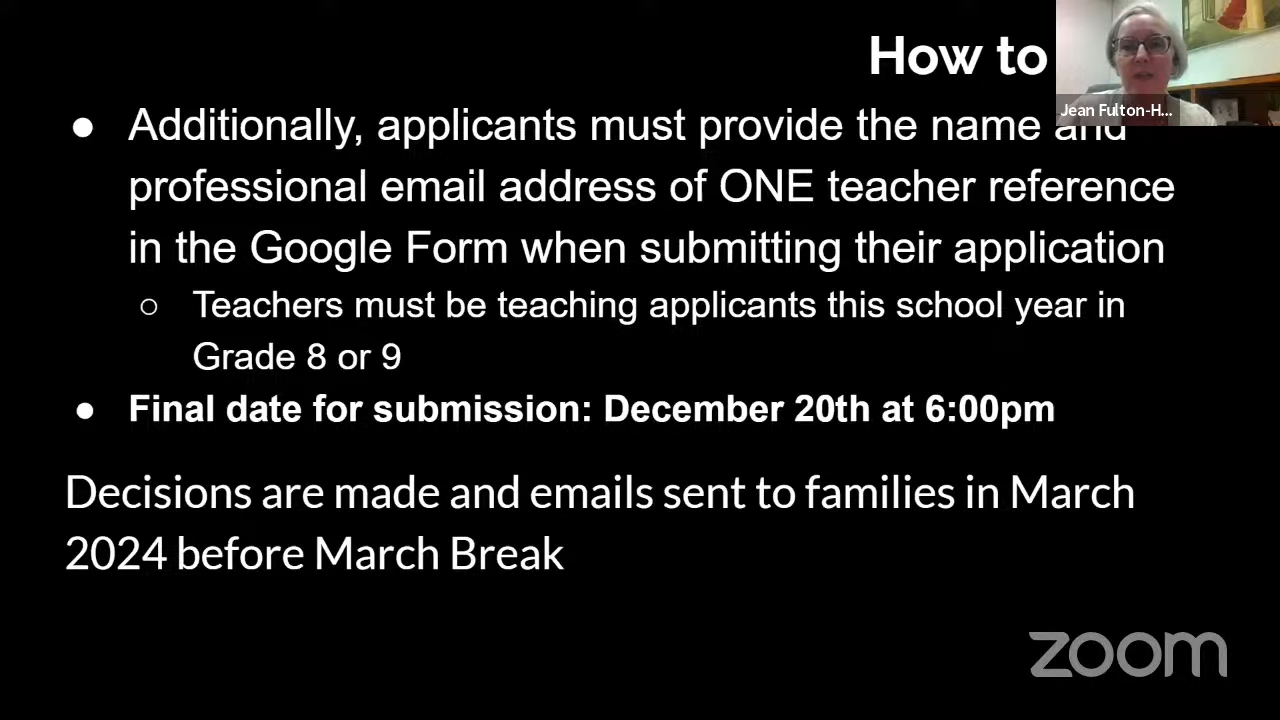 How to
Jean Fulton-H...
● Additionally, applicants must provide the name and
professional email address of ONE teacher reference
in the Google Form when submitting their application
○ Teachers must be teaching applicants this school year in
Grade 8 or 9
● Final date for submission: December 20th at 6:00pm
Decisions are made and emails sent to families in March
2024 before March Break
zoom